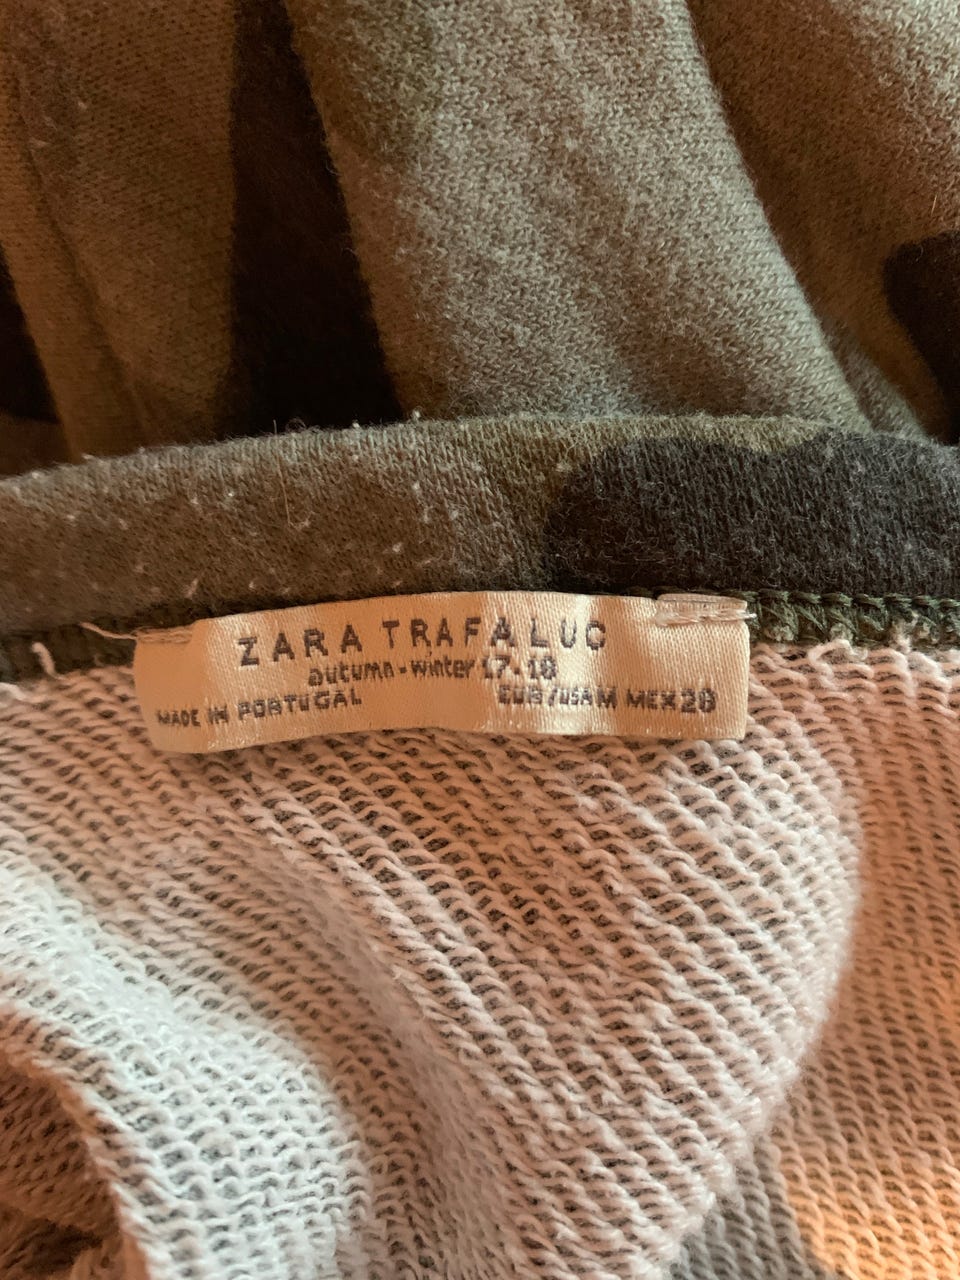 ZARA TRAFALUC
autumn-winter 17-18
MADE IN PORTUGAL EUR/USA M MEX 28